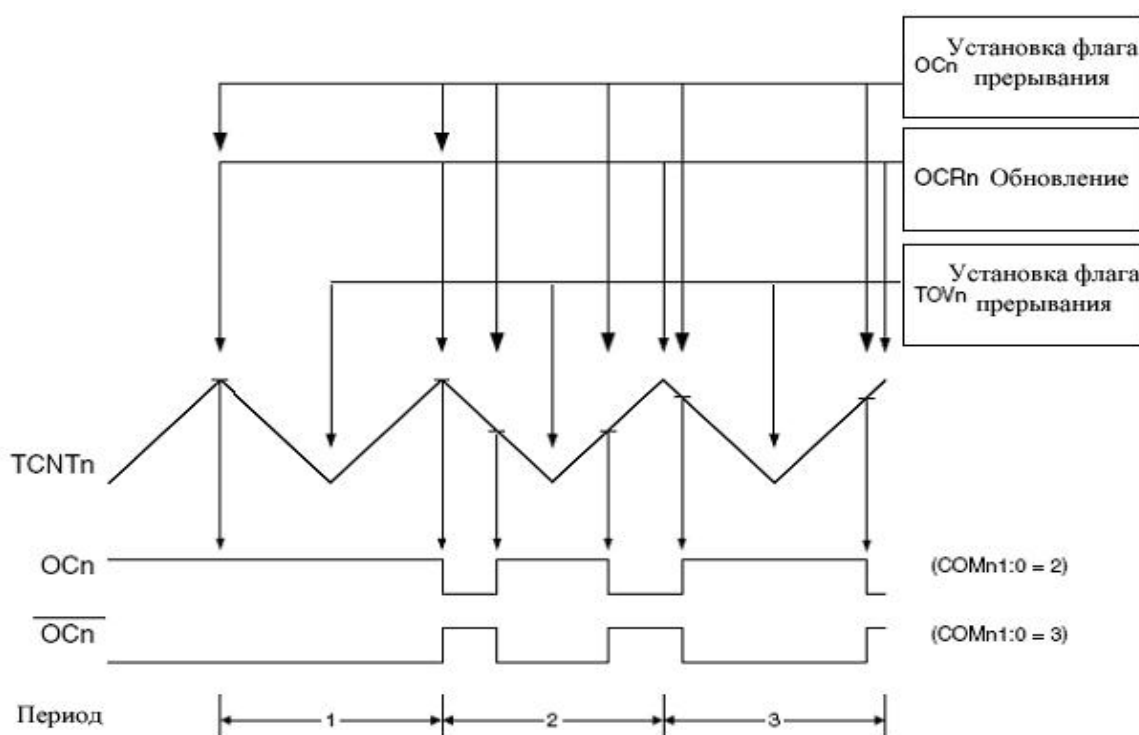 OCn Установка флага
прерывания
OCRn Обновление
TOVn Установка флага
прерывания
TCNTn
OCn
(COMn1:0 = 2)
OCn
(COMn1:0 = 3)
Период
1
2
3